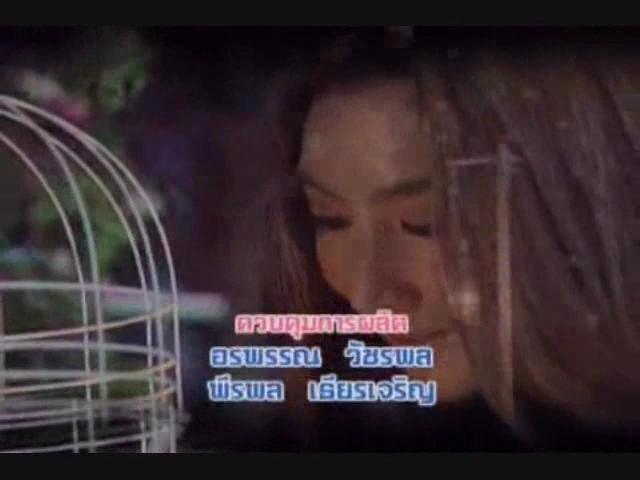 ควบคุมการผลิต
อรพรรณ วัชรพล
พีรพล เธียรเจริญ